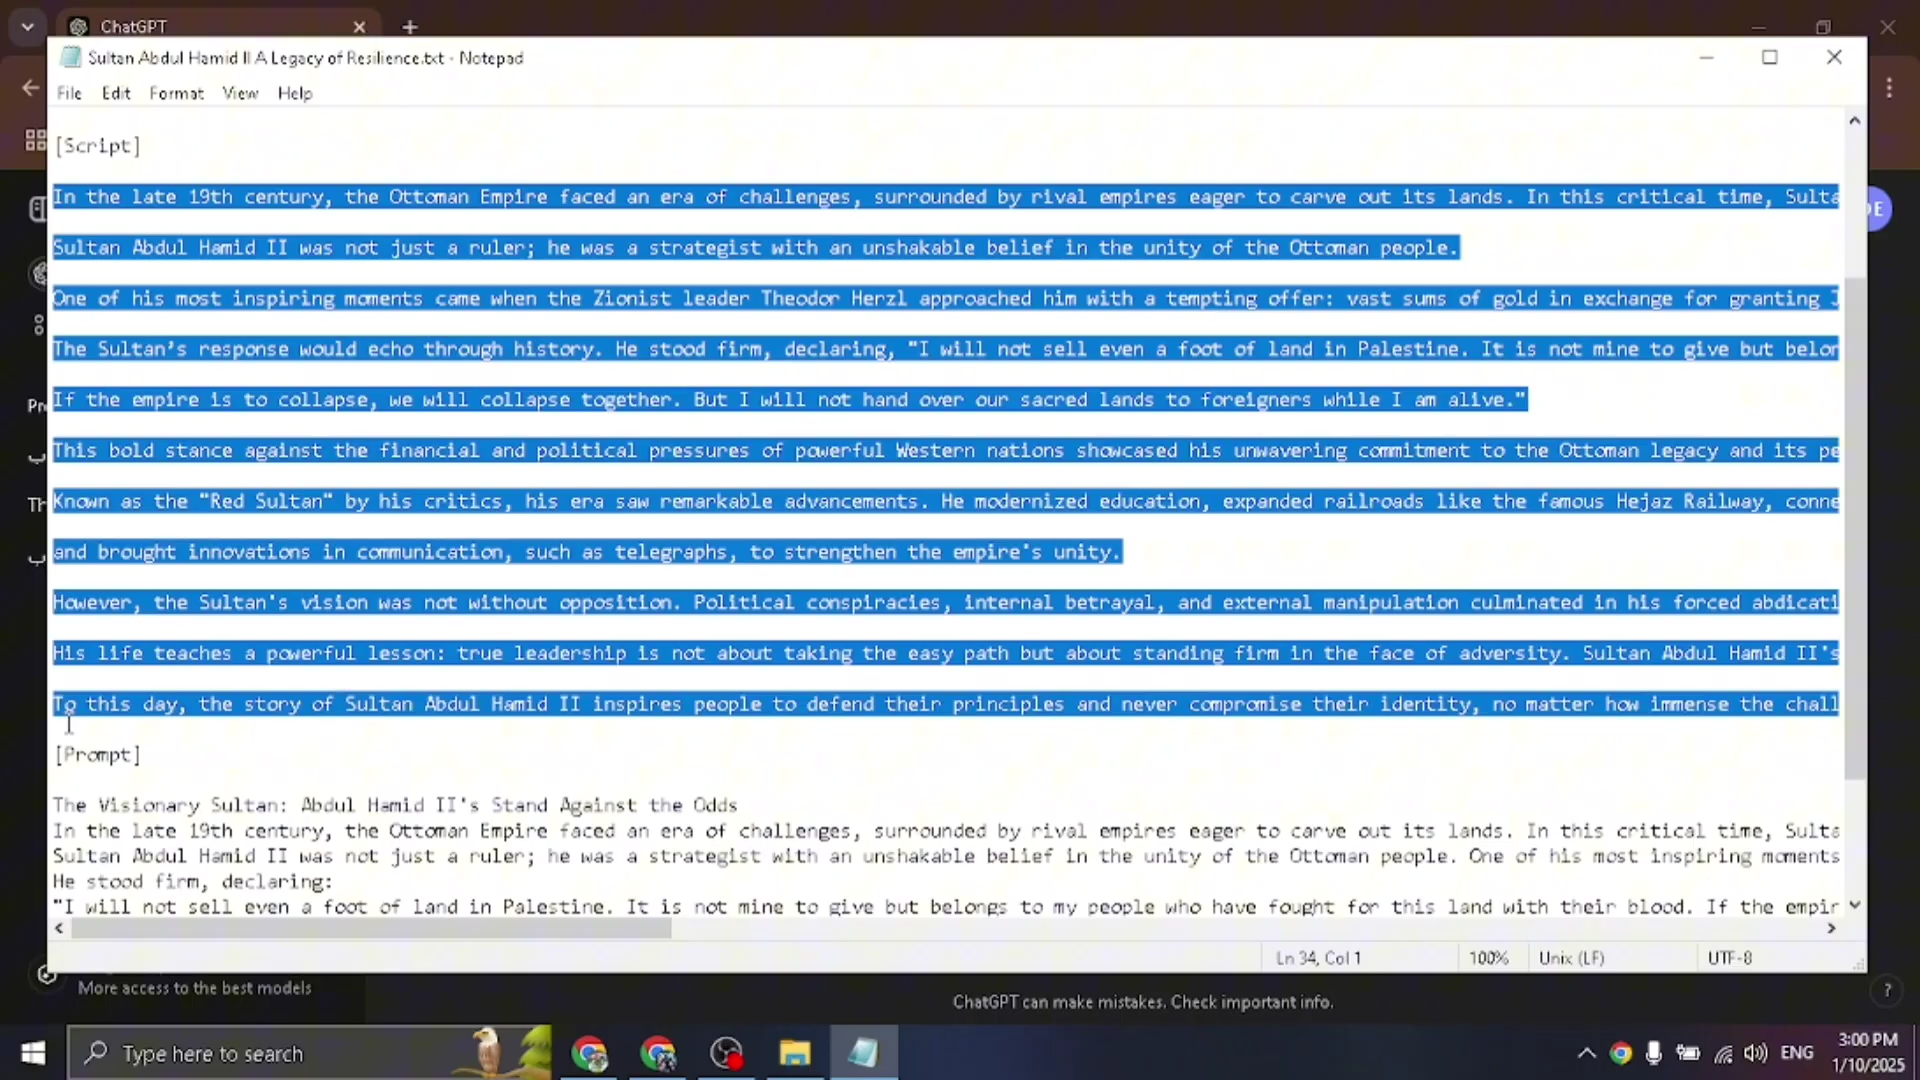 ChatGPT
Sultan Abdul Hamid II A Legacy of Resilience.txt - Notepad
File Edit Format View Help
[Script]
In the late 19th century, the Ottoman Empire faced an era of challenges, surrounded by rival empires eager to carve out its lands. In this critical time, Sulta
Sultan Abdul Hamid II was not just a ruler; he was a strategist with an unshakable belief in the unity of the Ottoman people.
One of his most inspiring moments came when the Zionist leader Theodor Herzl approached him with a tempting offer: vast sums of gold in exchange for granting J
The Sultan’s response would echo through history. He stood firm, declaring, "I will not sell even a foot of land in Palestine. It is not mine to give but belon
If the empire is to collapse, we will collapse together. But I will not hand over our sacred lands to foreigners while I am alive."
This bold stance against the financial and political pressures of powerful Western nations showcased his unwavering commitment to the Ottoman legacy and its pe
Known as the "Red Sultan" by his critics, his era saw remarkable advancements. He modernized education, expanded railroads like the famous Hejaz Railway, conne
and brought innovations in communication, such as telegraphs, to strengthen the empire's unity.
However, the Sultan's vision was not without opposition. Political conspiracies, internal betrayal, and external manipulation culminated in his forced abdicati
His life teaches a powerful lesson: true leadership is not about taking the easy path but about standing firm in the face of adversity. Sultan Abdul Hamid II's
To this day, the story of Sultan Abdul Hamid II inspires people to defend their principles and never compromise their identity, no matter how immense the chall
[Prompt]
The Visionary Sultan: Abdul Hamid II's Stand Against the Odds
In the late 19th century, the Ottoman Empire faced an era of challenges, surrounded by rival empires eager to carve out its lands. In this critical time, Sulta
Sultan Abdul Hamid II was not just a ruler; he was a strategist with an unshakable belief in the unity of the Ottoman people. One of his most inspiring moments
He stood firm, declaring:
"I will not sell even a foot of land in Palestine. It is not mine to give but belongs to my people who have fought for this land with their blood. If the empir
Ln 34, Col 1 100% Unix (LF) UTF-8
More access to the best models
ChatGPT can make mistakes. Check important info.
?
Type here to search
ENG
3:00 PM
1/10/2025